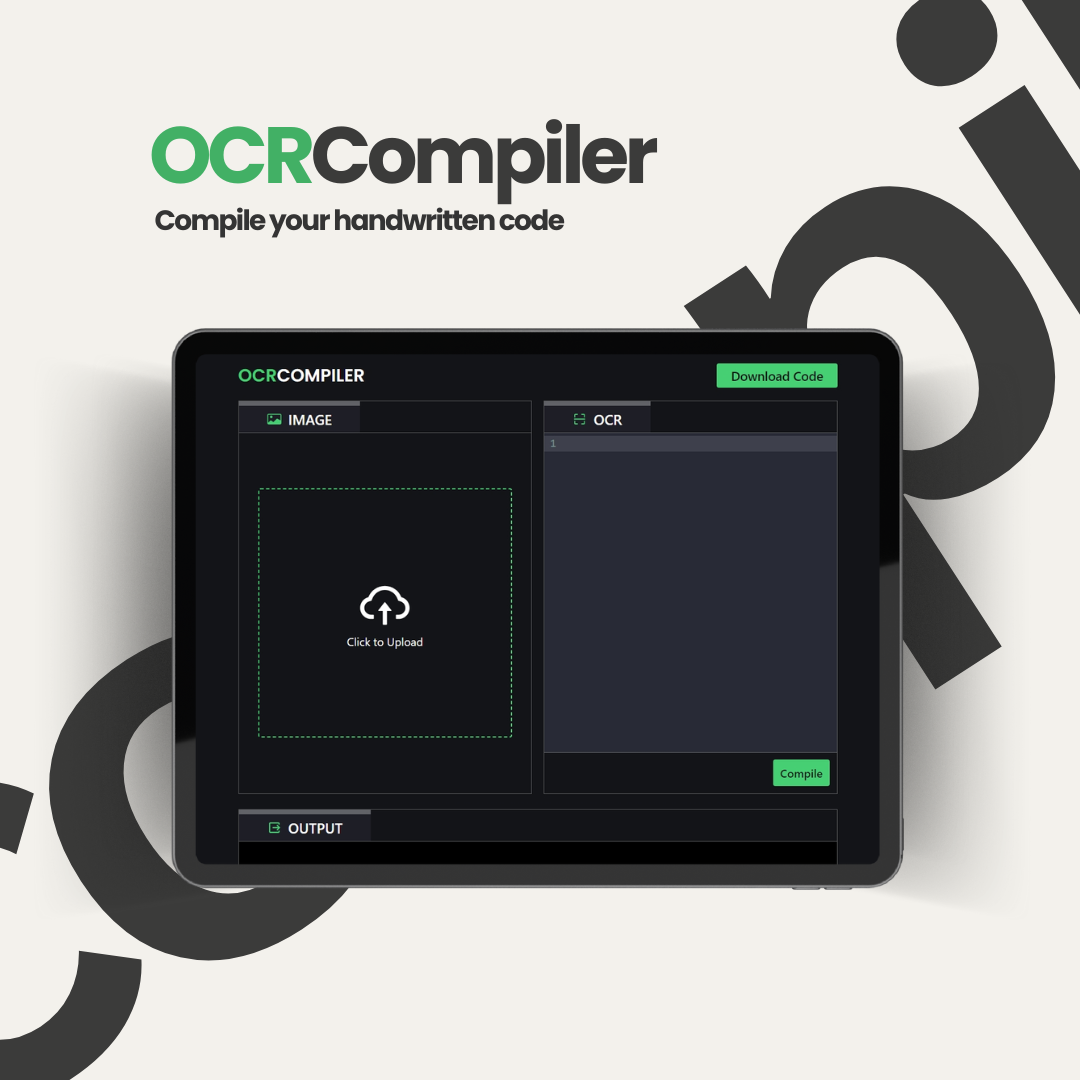 OCRCompiler
Compile your handwritten code
OCRCOMPILER
Download Code
IMAGE
OCR
1
Click to Upload
Compile
OUTPUT